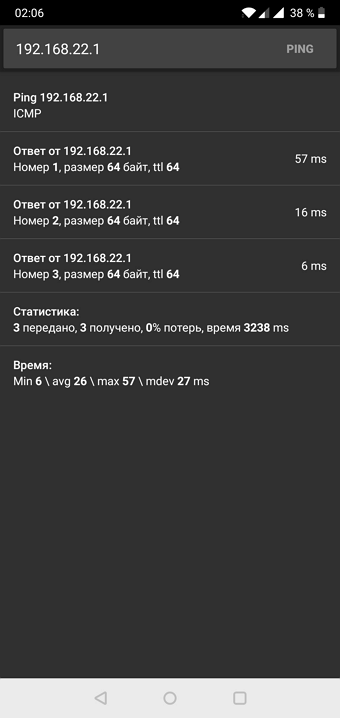 02:06
38 %
192.168.22.1
PING
Ping 192.168.22.1
ICMP
Ответ от 192.168.22.1
Номер 1, размер 64 байт, ttl 64
57 ms
Ответ от 192.168.22.1
Номер 2, размер 64 байт, ttl 64
16 ms
Ответ от 192.168.22.1
Номер 3, размер 64 байт, ttl 64
6 ms
Статистика:
3 передано, 3 получено, 0% потерь, время 3238 ms
Время:
Min 6 \ avg 26 \ max 57 \ mdev 27 ms